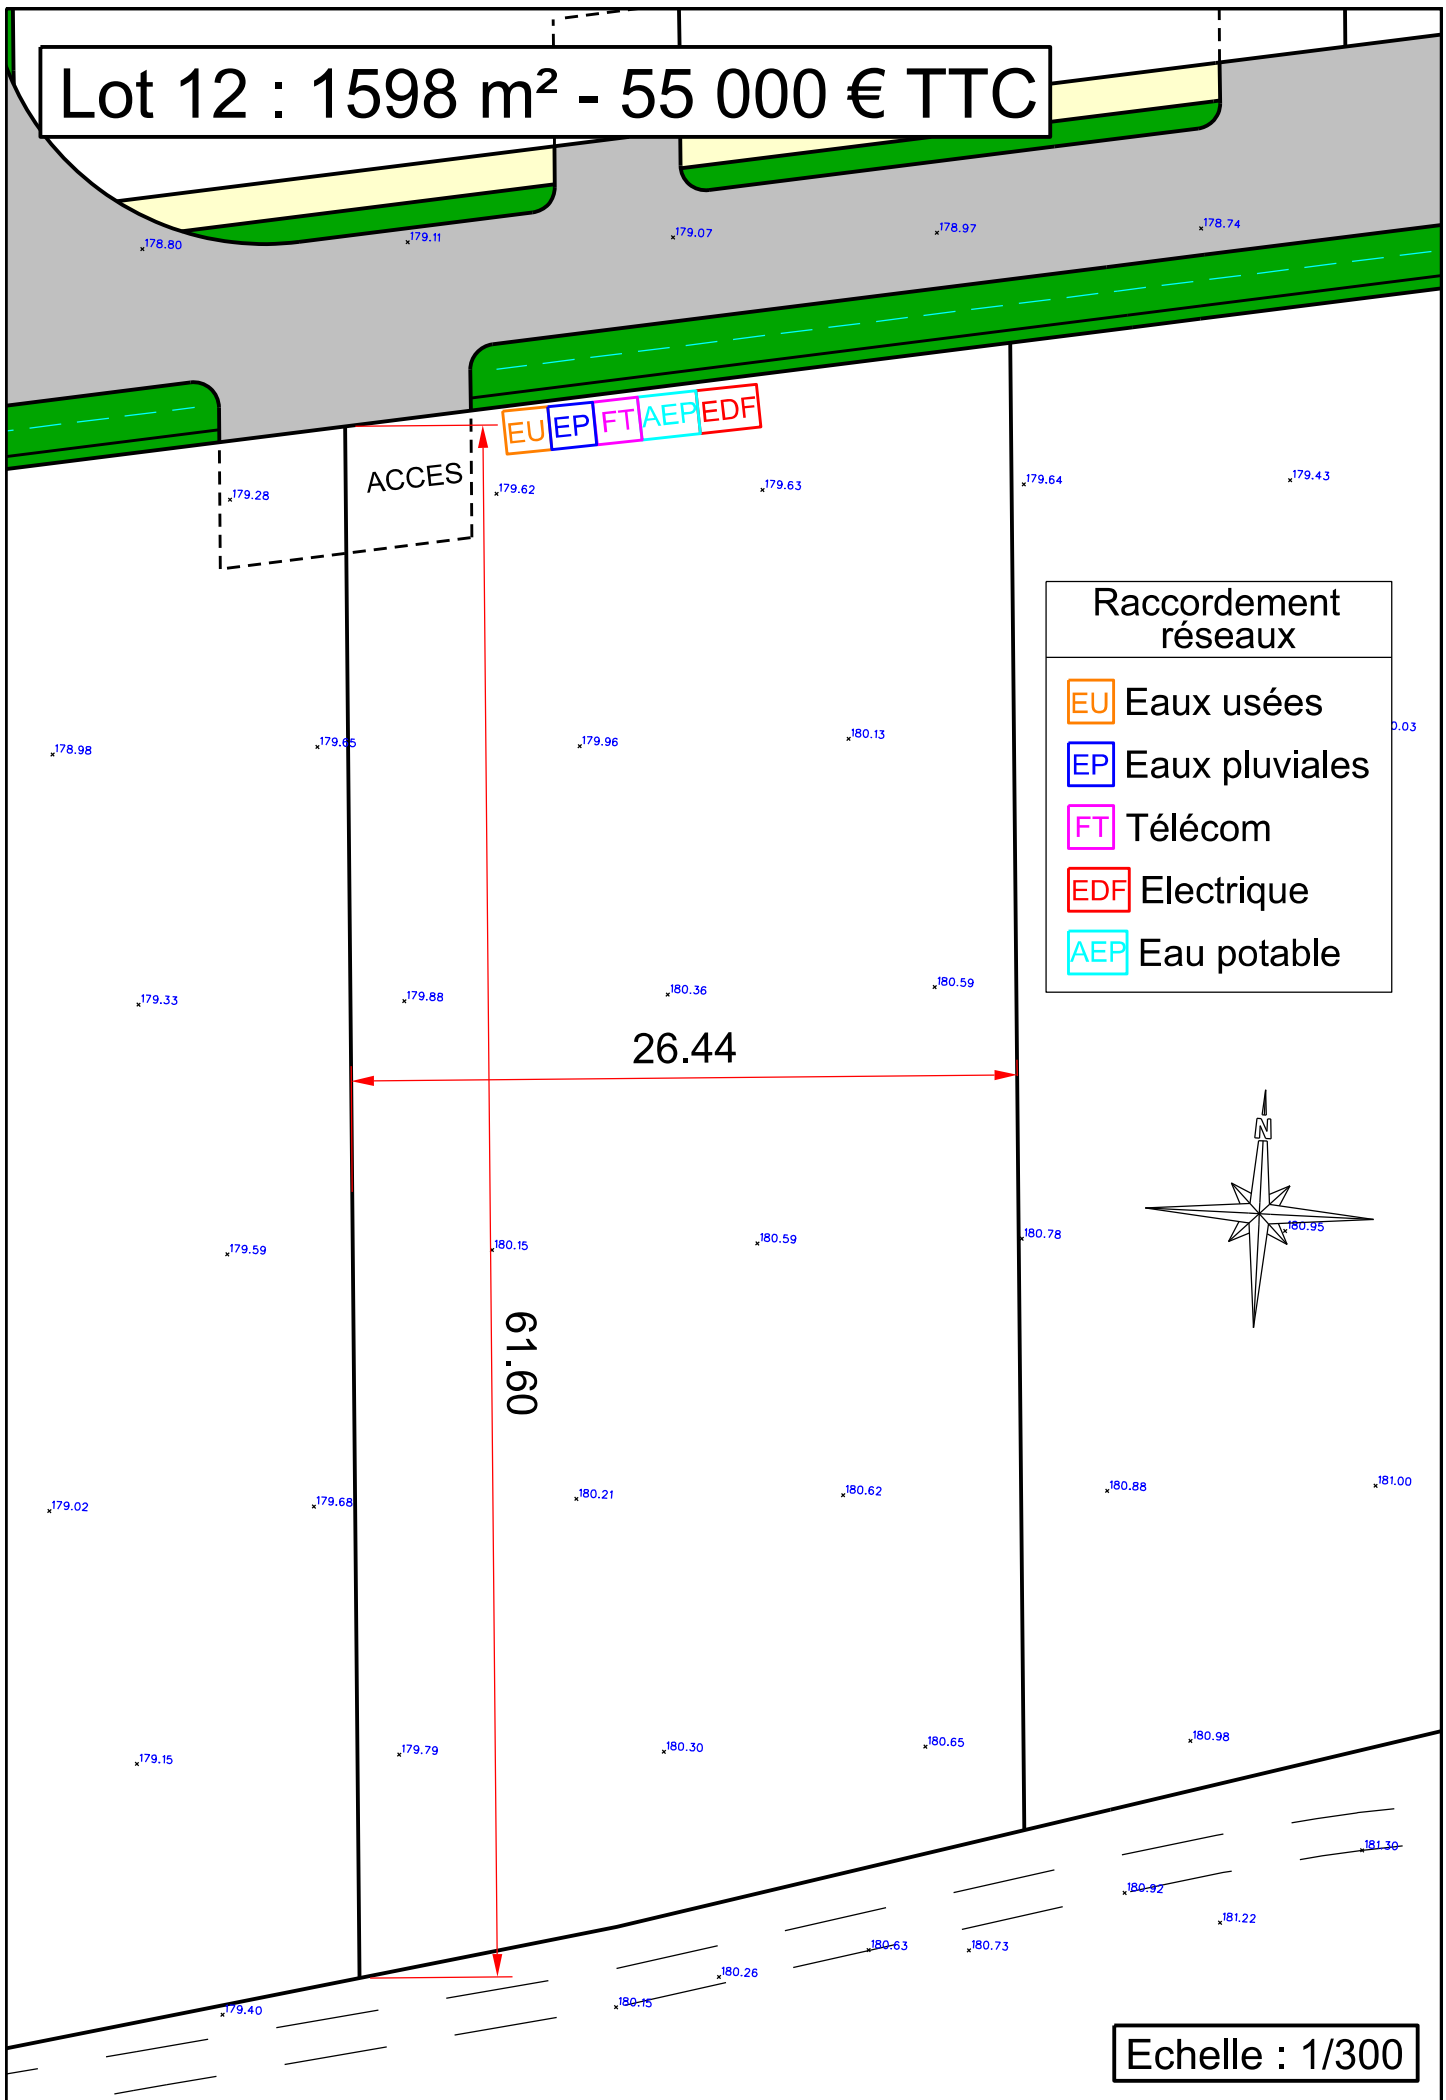 Lot 12 : 1598 m² - 55 000 € TTC
178.80 179.11 179.07 178.97 178.74
EU EP FT AEP EDF
ACCES
179.28 179.62 179.63 179.64 179.43
Raccordement
réseaux
EU Eaux usées
EP Eaux pluviales
FT Télécom
EDF Electrique
AEP Eau potable
178.98 179.65 179.96 180.13
179.33 179.88 180.36 180.59
26.44
N
179.59 180.15 180.59 180.78 180.95
61.60
179.02 179.68 180.21 180.62 180.88 181.00
179.15 179.79 180.30 180.65 180.98
181.30
180.92
181.22
180.63 180.73
180.26
179.40 180.15
Echelle : 1/300